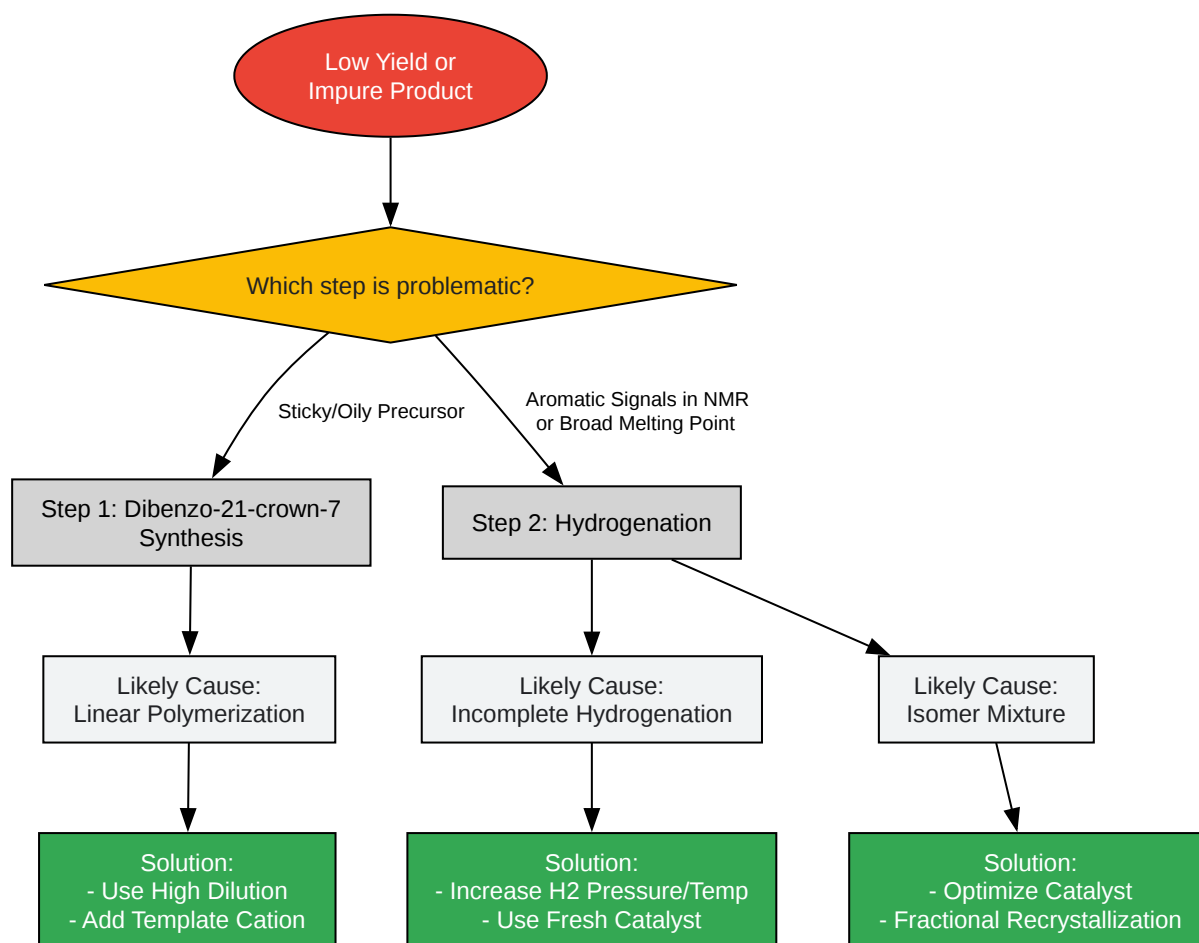 Low Yield or
Impure Product
Which step is problematic?
Sticky/Oily Precursor
Aromatic Signals in NMR
or Broad Melting Point
Step 1: Dibenzo-21-crown-7
Synthesis
Step 2: Hydrogenation
Likely Cause:
Linear Polymerization
Likely Cause:
Incomplete Hydrogenation
Likely Cause:
Isomer Mixture
Solution:
- Use High Dilution
- Add Template Cation
Solution:
- Increase H2 Pressure/Temp
- Use Fresh Catalyst
Solution:
- Optimize Catalyst
- Fractional Recrystallization